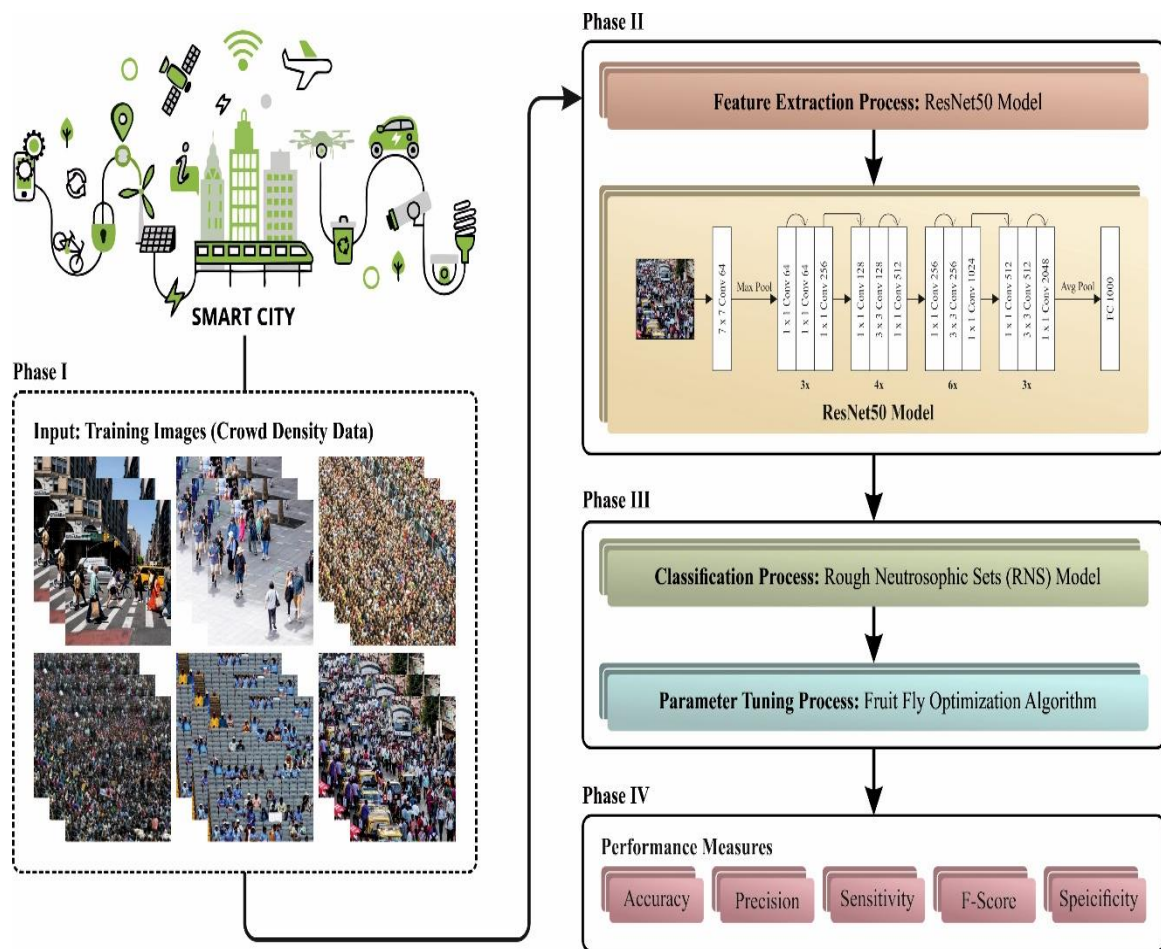 SMART CITY
Phase I
Input: Training Images (Crowd Density Data)
Phase II
Feature Extraction Process: ResNet50 Model
7 x 7 Conv 64
Max Pool
1 x 1 Conv 64
1 x 1 Conv 64
1 x 1 Conv 256
3x
1 x 1 Conv 128
3 x 3 Conv 128
1 x 1 Conv 512
4x
1 x 1 Conv 256
3 x 3 Conv 256
1 x 1 Conv 1024
6x
1 x 1 Conv 512
3 x 3 Conv 512
1 x 1 Conv 2048
3x
Avg Pool
FC 1000
ResNet50 Model
Phase III
Classification Process: Rough Neutrosophic Sets (RNS) Model
Parameter Tuning Process: Fruit Fly Optimization Algorithm
Phase IV
Performance Measures
Accuracy
Precision
Sensitivity
F-Score
Speicificity